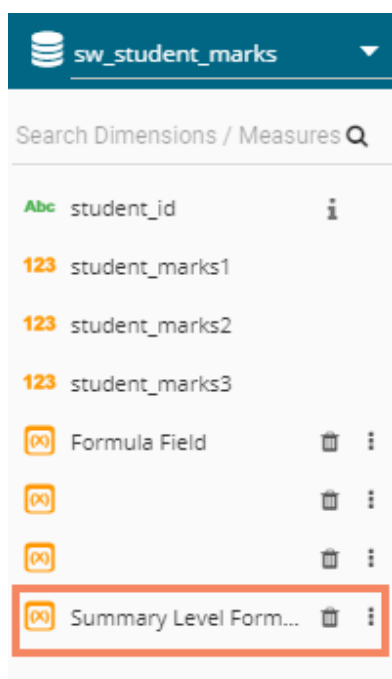 sw_student_marks
Search Dimensions / Measures
Abc student_id i
123 student_marks1
123 student_marks2
123 student_marks3
(x) Formula Field
(x)
(x)
(x) Summary Level Form...